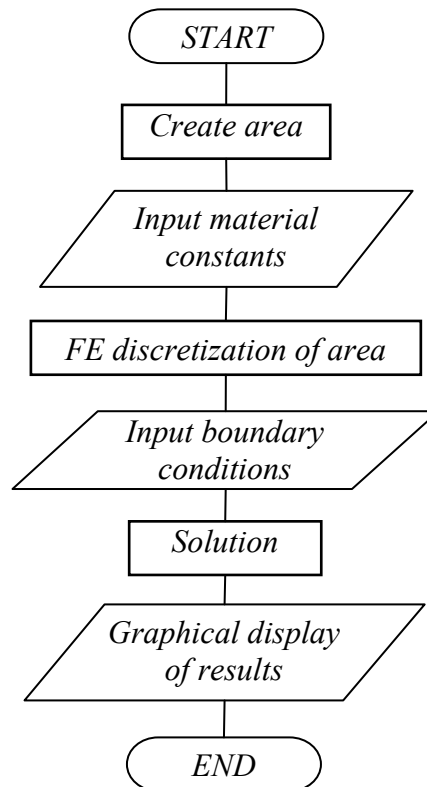 START
Create area
Input material
constants
FE discretization of area
Input boundary
conditions
Solution
Graphical display
of results
END